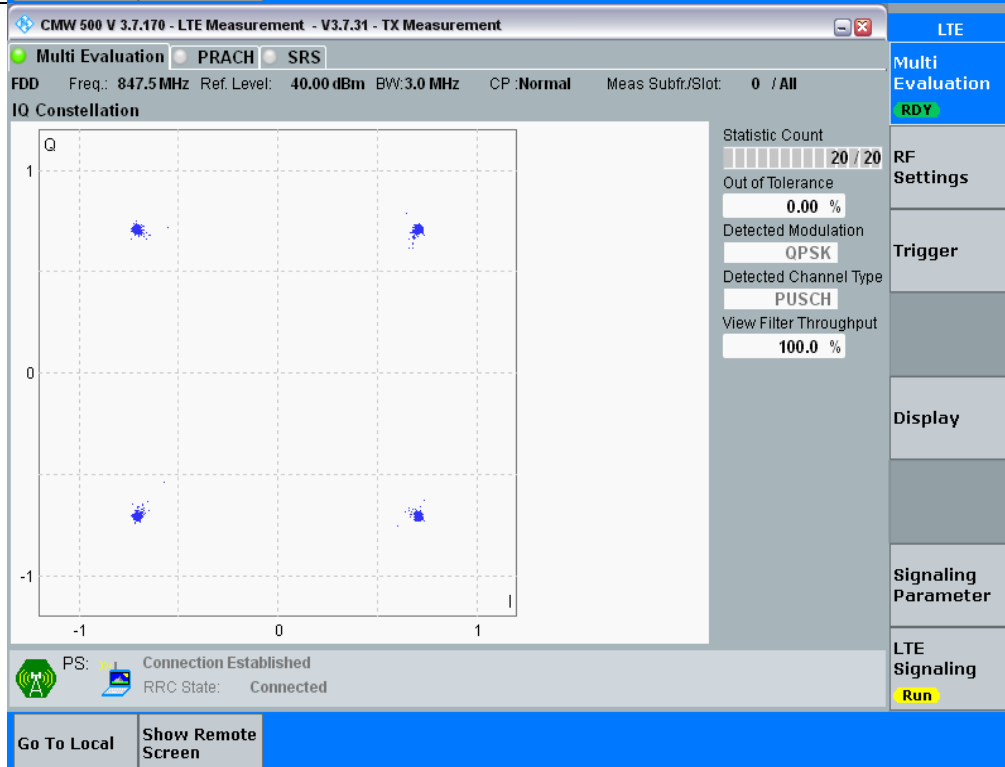 CMW 500 V 3.7.170 - LTE Measurement - V3.7.31 - TX Measurement
LTE
Multi Evaluation PRACH SRS
Multi
Evaluation
RDY
FDD Freq.: 847.5 MHz Ref. Level: 40.00 dBm BW:3.0 MHz CP :Normal Meas Subfr./Slot: 0 / All
IQ Constellation
Q
1
0
-1
-1 0 1
I
Statistic Count
20 / 20
Out of Tolerance
0.00 %
Detected Modulation
QPSK
Detected Channel Type
PUSCH
View Filter Throughput
100.0 %
RF
Settings
Trigger
Display
Signaling
Parameter
LTE
Signaling
Run
PS: Connection Established
RRC State: Connected
Go To Local
Show Remote
Screen